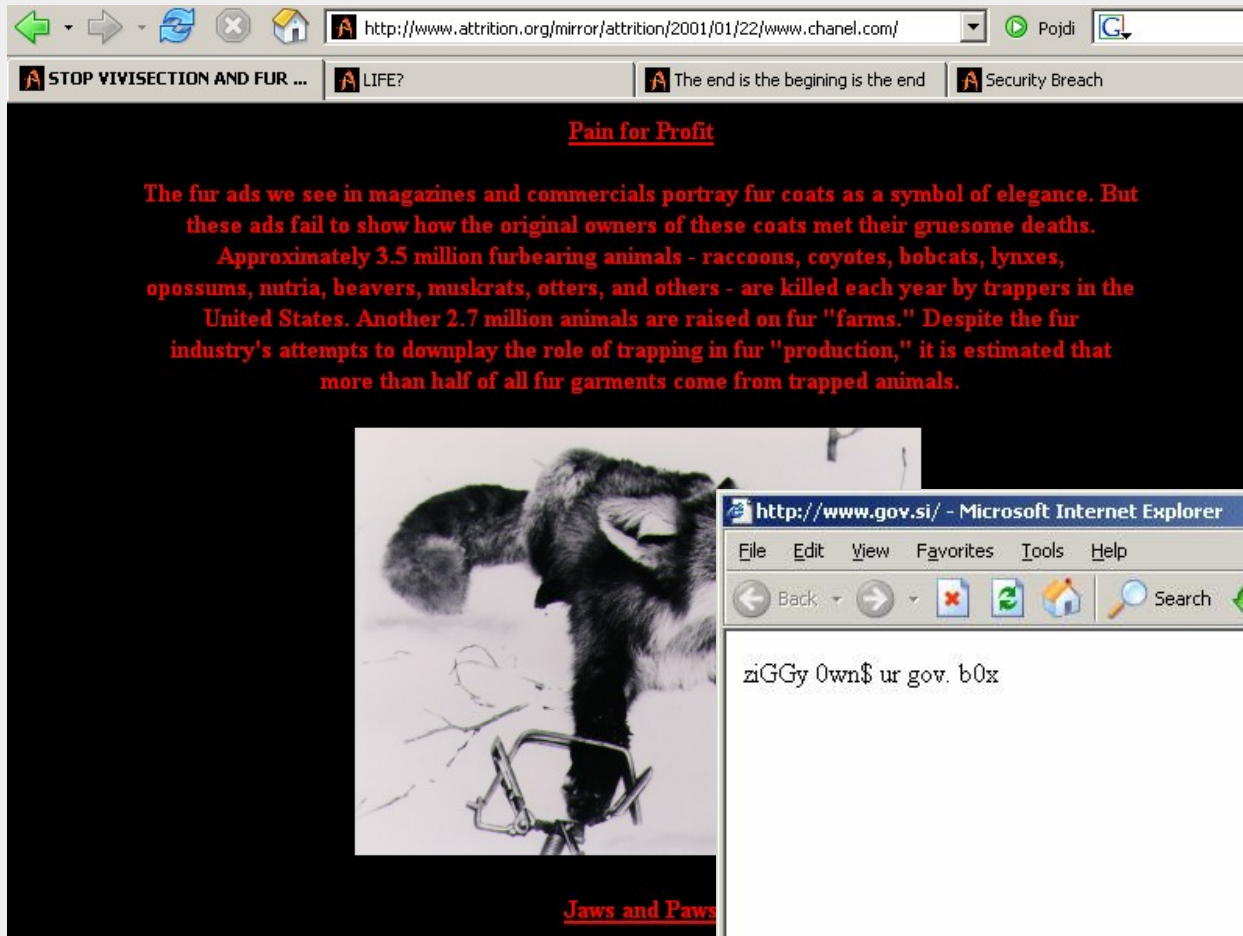 http://www.attrition.org/mirror/attrition/2001/01/22/www.chanel.com/ Pojdi
STOP VIVISECTION AND FUR ... LIFE? The end is the begining is the end Security Breach
Pain for Profit
The fur ads we see in magazines and commercials portray fur coats as a symbol of elegance. But
these ads fail to show how the original owners of these coats met their gruesome deaths.
Approximately 3.5 million furbearing animals - raccoons, coyotes, bobcats, lynxes,
opossums, nutria, beavers, muskrats, otters, and others - are killed each year by trappers in the
United States. Another 2.7 million animals are raised on fur "farms." Despite the fur
industry's attempts to downplay the role of trapping in fur "production," it is estimated that
more than half of all fur garments come from trapped animals.
http://www.gov.si/ - Microsoft Internet Explorer
File Edit View Favorites Tools Help
Back Search
ziGGy 0wn$ ur gov. b0x
Jaws and Paws